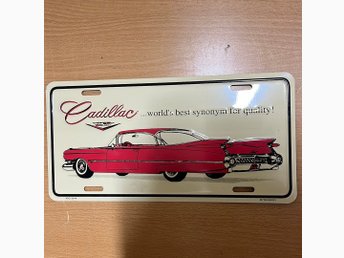 Cadillac
...world's best synonym for quality!